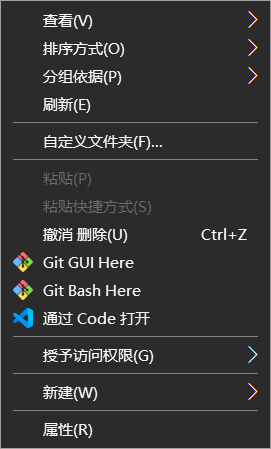 查看(V)
排序方式(O)
分组依据(P)
刷新(E)
自定义文件夹(F)...
粘贴(P)
粘贴快捷方式(S)
撤消 删除(U) Ctrl+Z
Git GUI Here
Git Bash Here
通过 Code 打开
授予访问权限(G)
新建(W)
属性(R)